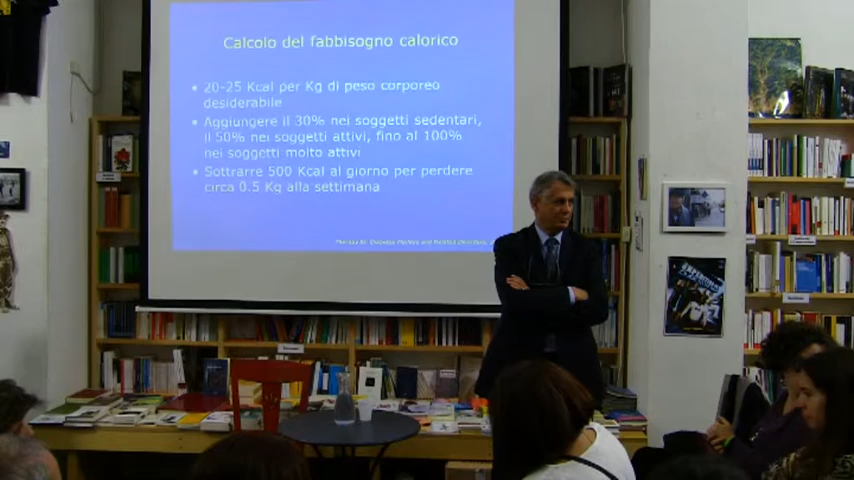 Calcolo del fabbisogno calorico
• 20-25 Kcal per Kg di peso corporeo
desiderabile
• Aggiungere il 30% nei soggetti sedentari,
il 50% nei soggetti attivi, fino al 100%
nei soggetti molto attivi
• Sottrarre 500 Kcal al giorno per perdere
circa 0.5 Kg alla settimana